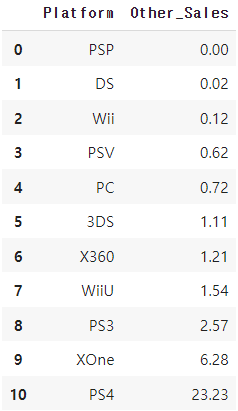 Platform Other_Sales
0 PSP 0.00
1 DS 0.02
2 Wii 0.12
3 PSV 0.62
4 PC 0.72
5 3DS 1.11
6 X360 1.21
7 WiiU 1.54
8 PS3 2.57
9 XOne 6.28
10 PS4 23.23